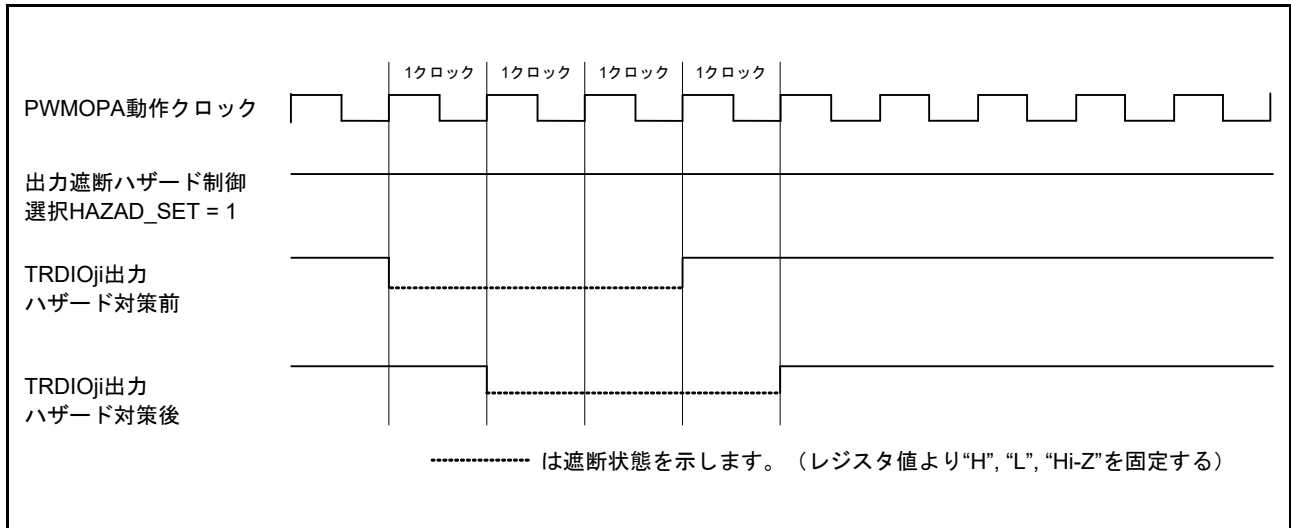 1クロック 1クロック 1クロック 1クロック
PWMOPA動作クロック
出力遮断ハザード制御
選択HAZAD_SET = 1
TRDIOji出力
ハザード対策前
TRDIOji出力
ハザード対策後
は遮断状態を示します。（レジスタ値より“H”, “L”, “Hi-Z”を固定する）